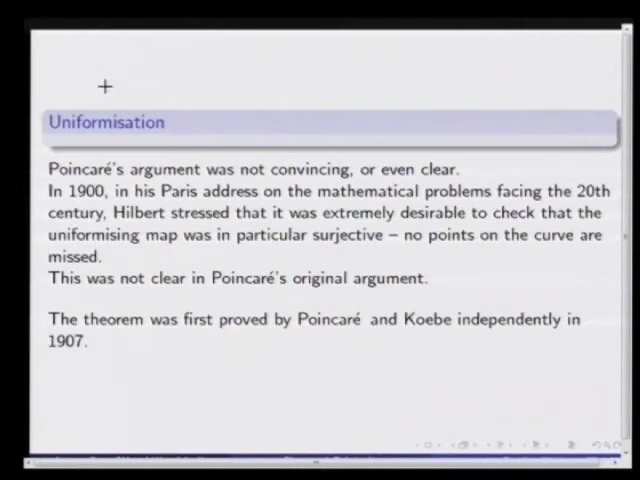 Uniformisation
Poincaré's argument was not convincing, or even clear.
In 1900, in his Paris address on the mathematical problems facing the 20th
century, Hilbert stressed that it was extremely desirable to check that the
uniformising map was in particular surjective – no points on the curve are
missed.
This was not clear in Poincaré's original argument.
The theorem was first proved by Poincaré and Koebe independently in
1907.